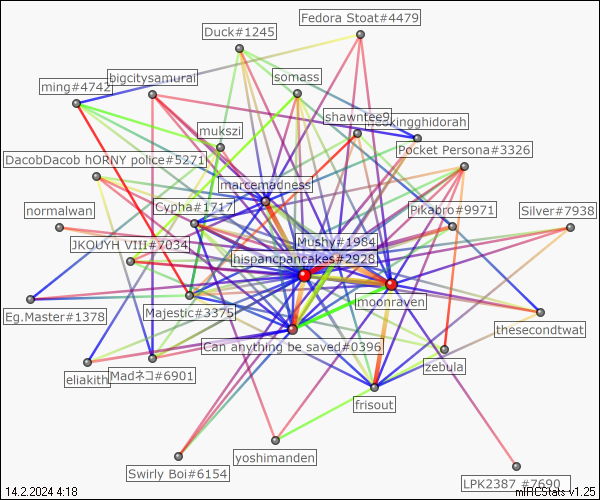 Fedora Stoat#4479
Duck#1245
bigcitysamurai
somass
ming#4742
shawntee9
kingghidorah
mukszi
Pocket Persona#3326
DacobDacob hORNY police#5271
marcemadness
Cypha#1717
Pikabro#9971
Silver#7938
normalwan
Mushy#1984
JKOUYH VIII#7034
hispancpancakes#2928
moonraven
Eg.Master#1378
Majestic#3375
thesecondtwat
Can anything be saved#0396
zebula
eliakith
Madネコ#6901
frisout
yoshimanden
Swirly Boi#6154
LPK2387 #7690
14.2.2024 4:18
mIRCStats v1.25